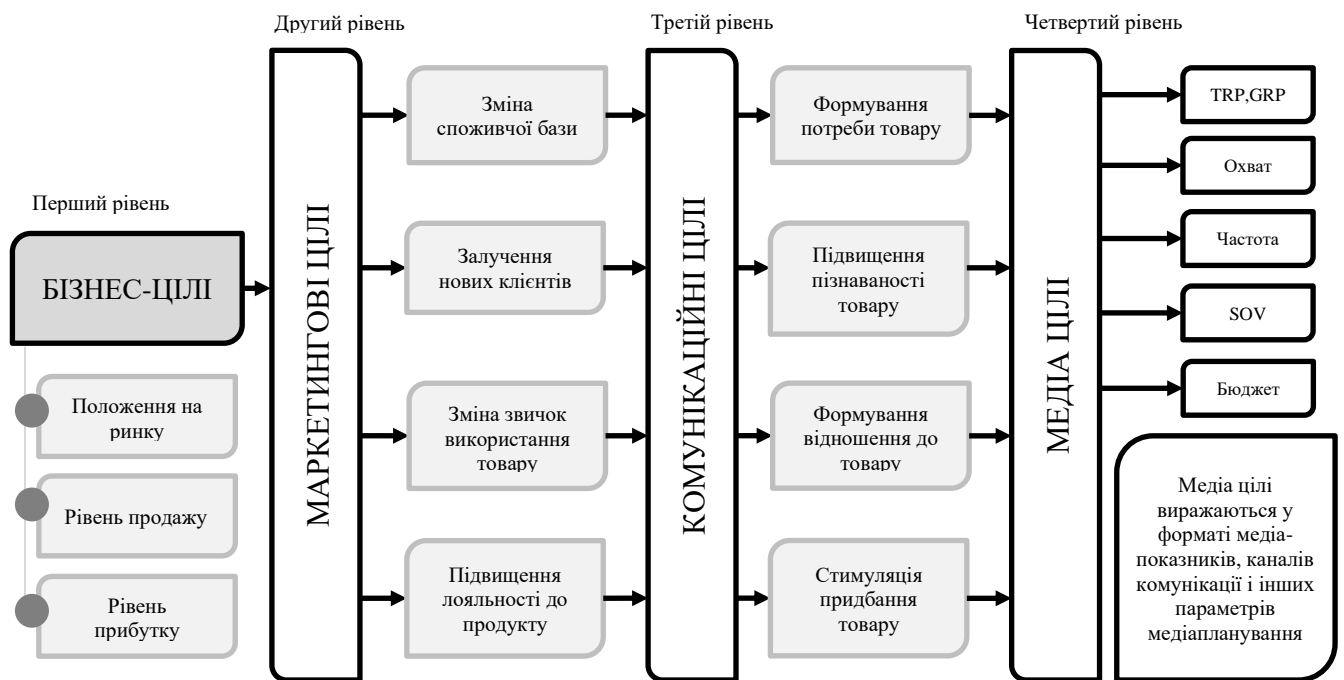 Перший рівень
БІЗНЕС-ЦІЛІ
Положення на
ринку
Рівень продажу
Рівень
прибутку
Другий рівень
МАРКЕТИНГОВІ ЦІЛІ
Зміна
споживчої бази
Залучення
нових клієнтів
Зміна звичок
використання
товару
Підвищення
лояльності до
продукту
Третій рівень
КОМУНІКАЦІЙНІ ЦІЛІ
Формування
потреби товару
Підвищення
пізнаваності
товару
Формування
відношення до
товару
Стимуляція
придбання
товару
Четвертий рівень
МЕДІА ЦІЛІ
TRP,GRP
Охват
Частота
SOV
Бюджет
Медіа цілі
виражаються у
форматі медіа-
показників, каналів
комунікації і інших
параметрів
медіапланування